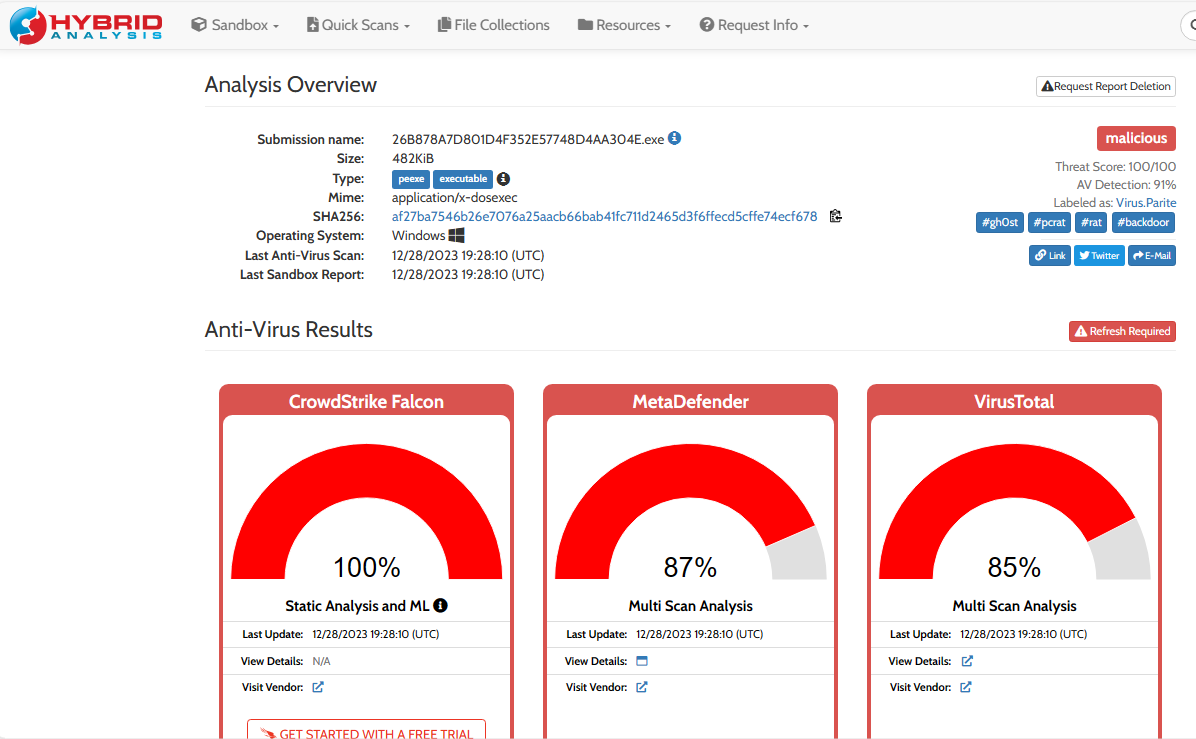 HYBRID
ANALYSIS
Sandbox
Quick Scans
File Collections
Resources
Request Info
Analysis Overview
Request Report Deletion
Submission name: 26B878A7D801D4F352E57748D4AA304E.exe
Size: 482KiB
Type: peexe executable
Mime: application/x-dosexec
SHA256: af27ba7546b26e7076a25aacb66bab41fc711d2465d3f6ffecd5cffe74ecf678
Operating System: Windows
Last Anti-Virus Scan: 12/28/2023 19:28:10 (UTC)
Last Sandbox Report: 12/28/2023 19:28:10 (UTC)
malicious
Threat Score: 100/100
AV Detection: 91%
Labeled as: Virus.Parite
#gh0st #pcrat #rat #backdoor
Link Twitter E-Mail
Anti-Virus Results
Refresh Required
CrowdStrike Falcon
100%
Static Analysis and ML
Last Update: 12/28/2023 19:28:10 (UTC)
View Details: N/A
Visit Vendor:
GET STARTED WITH A FREE TRIAL
MetaDefender
87%
Multi Scan Analysis
Last Update: 12/28/2023 19:28:10 (UTC)
View Details:
Visit Vendor:
VirusTotal
85%
Multi Scan Analysis
Last Update: 12/28/2023 19:28:10 (UTC)
View Details:
Visit Vendor: